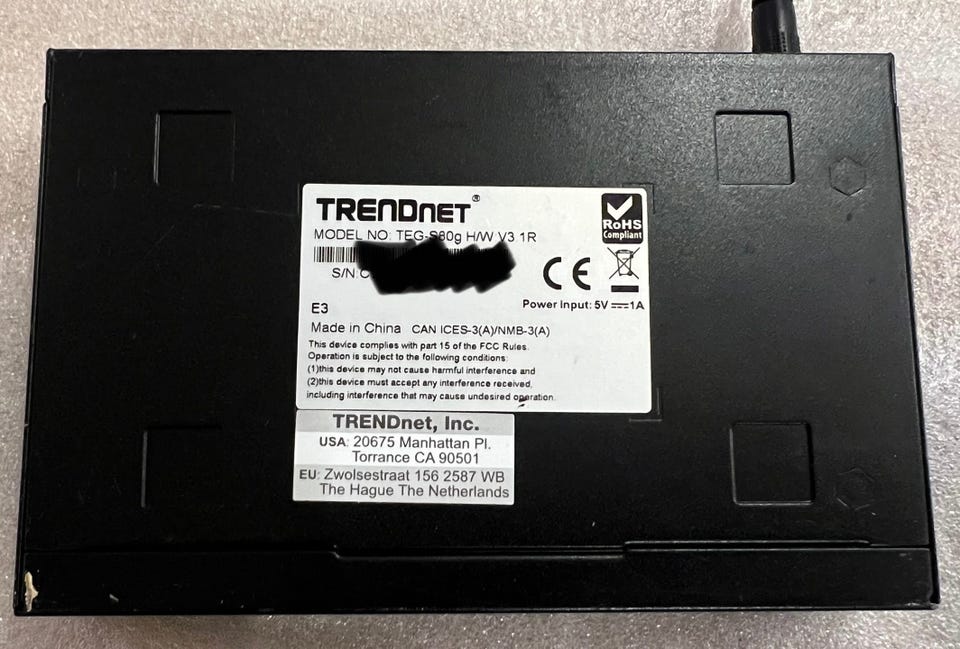 TRENDnet®
RoHS
Compliant
MODEL NO: TEG-S80g H/W V3.1R
S/N:C
CE
Power Input: 5V ⎓ 1A
E3
Made in China CAN ICES-3(A)/NMB-3(A)
This device complies with part 15 of the FCC Rules.
Operation is subject to the following conditions:
(1)this device may not cause harmful interference and
(2)this device must accept any interference received,
including interference that may cause undesired operation.
TRENDnet, Inc.
USA: 20675 Manhattan Pl.
Torrance CA 90501
EU: Zwolsestraat 156 2587 WB
The Hague The Netherlands